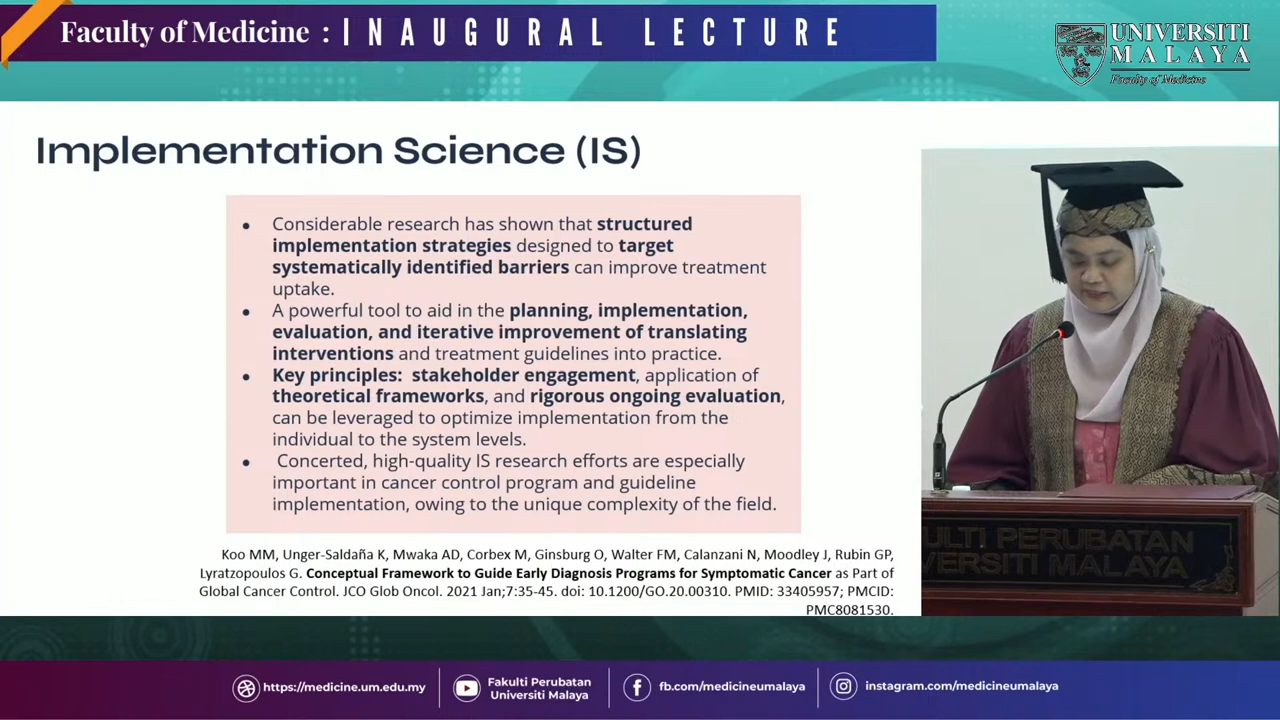 Faculty of Medicine : INAUGURAL LECTURE
UNIVERSITI
MALAYA
Faculty of Medicine
Implementation Science (IS)
• Considerable research has shown that structured
implementation strategies designed to target
systematically identified barriers can improve treatment
uptake.
• A powerful tool to aid in the planning, implementation,
evaluation, and iterative improvement of translating
interventions and treatment guidelines into practice.
• Key principles: stakeholder engagement, application of
theoretical frameworks, and rigorous ongoing evaluation,
can be leveraged to optimize implementation from the
individual to the system levels.
• Concerted, high-quality IS research efforts are especially
important in cancer control program and guideline
implementation, owing to the unique complexity of the field.
Koo MM, Unger-Saldaña K, Mwaka AD, Corbex M, Ginsburg O, Walter FM, Calanzani N, Moodley J, Rubin GP,
Lyratzopoulos G. Conceptual Framework to Guide Early Diagnosis Programs for Symptomatic Cancer as Part of
Global Cancer Control. JCO Glob Oncol. 2021 Jan;7:35-45. doi: 10.1200/GO.20.00310. PMID: 33405957; PMCID:
PMC8081530.
ULTI PERUBATAN
VERSITI MALAYA
https://medicine.um.edu.my
Fakulti Perubatan
Universiti Malaya
fb.com/medicineumalaya
instagram.com/medicineumalaya